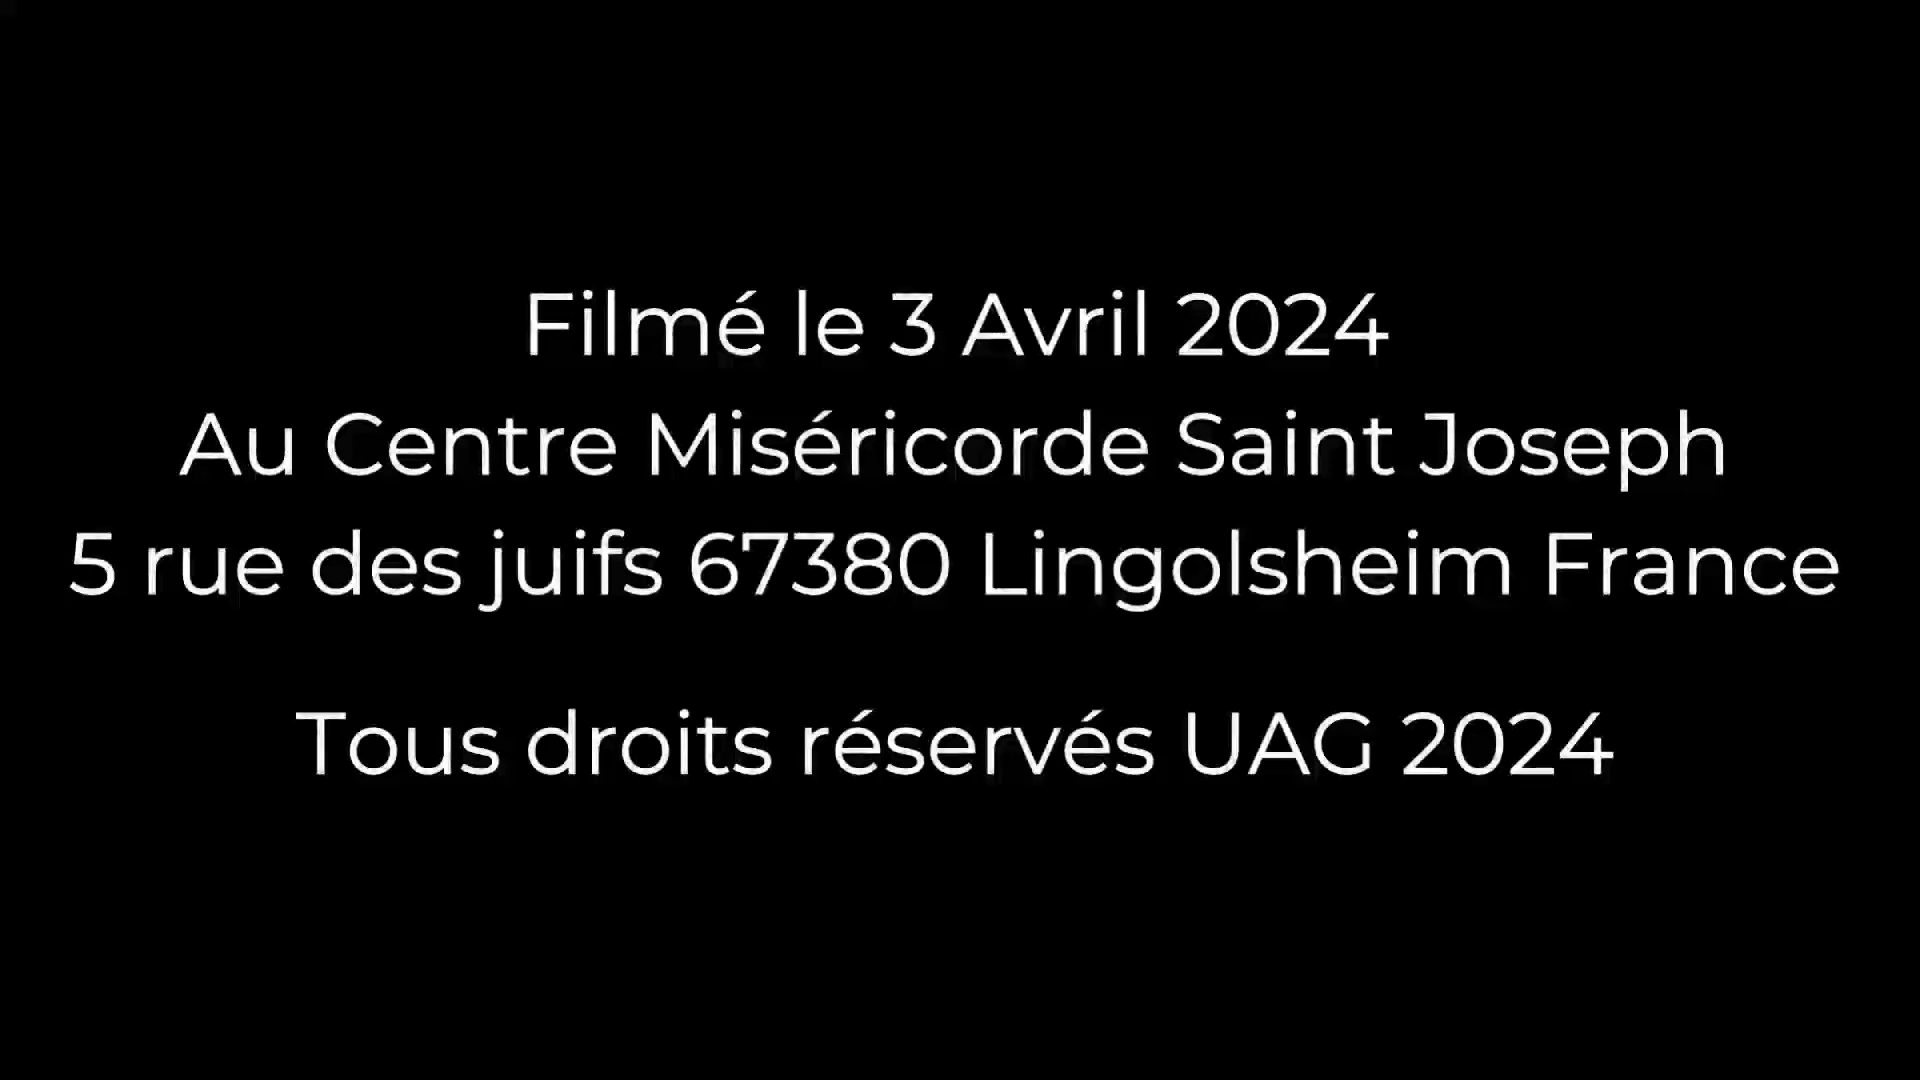 Filmé le 3 Avril 2024
Au Centre Miséricorde Saint Joseph
5 rue des juifs 67380 Lingolsheim France
Tous droits réservés UAG 2024